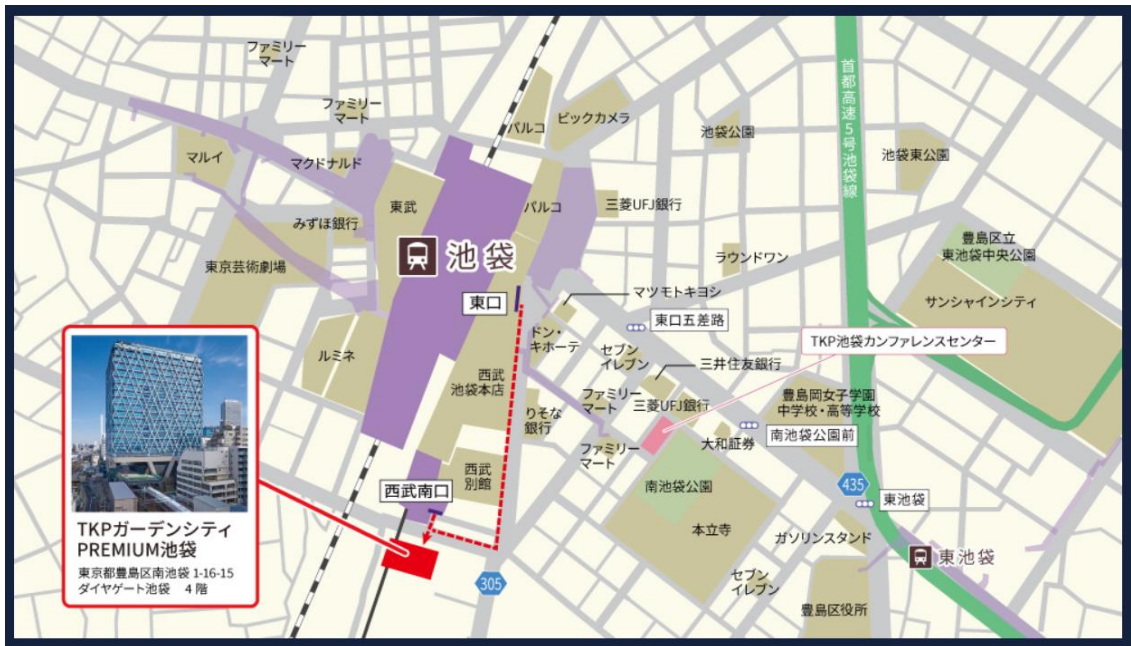 ファミリー
マート
ファミリー
マート
パルコ
ビックカメラ
池袋公園
首都高速5号池袋線
池袋東公園
マルイ
マクドナルド
東武
パルコ
三菱UFJ銀行
みずほ銀行
池袋
東京芸術劇場
ラウンドワン
豊島区立
東池袋中央公園
サンシャインシティ
東口
マツモトキヨシ
東口五差路
ドン・
キホーテ
TKP池袋カンファレンスセンター
ルミネ
セブン
イレブン
三井住友銀行
西武
池袋本店
ファミリー
マート
三菱UFJ銀行
豊島岡女子学園
中学校・高等学校
りそな
銀行
南池袋公園前
大和証券
ファミリー
マート
西武
別館
西武南口
南池袋公園
435
東池袋
本立寺
ガソリンスタンド
東池袋
305
セブン
イレブン
豊島区役所
TKPガーデンシティ
PREMIUM池袋
東京都豊島区南池袋 1-16-15
ダイヤゲート池袋 4 階